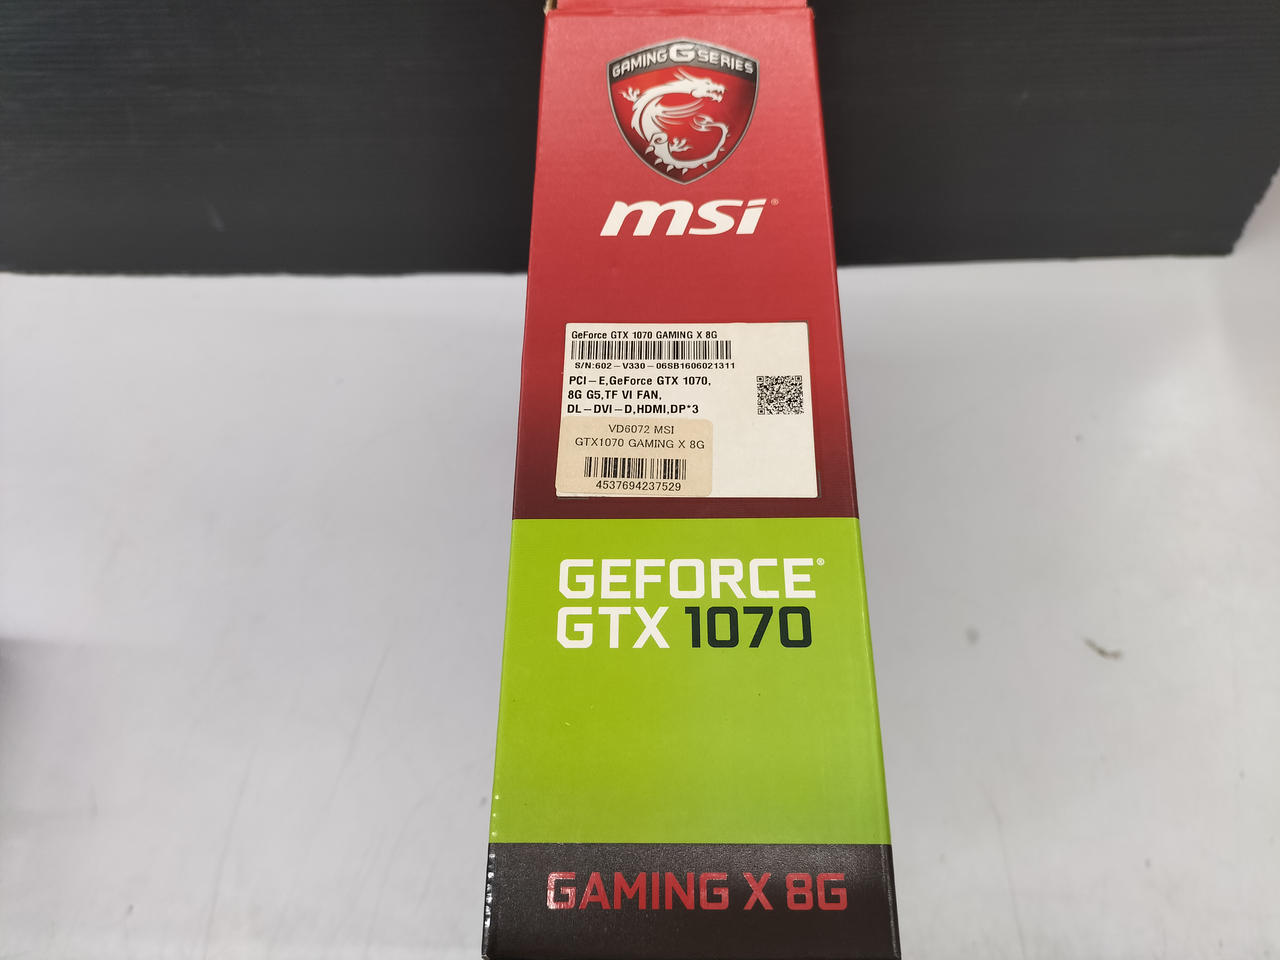 GAMING G SERIES
msi®
GeForce GTX 1070 GAMING X 8G
S/N:602-V330-06SB1606021311
PCI-E,GeForce GTX 1070,
8G G5,TF VI FAN,
DL-DVI-D,HDMI,DP*3
VD6072 MSI
GTX1070 GAMING X 8G
4537694237529
GEFORCE®
GTX 1070
GAMING X 8G